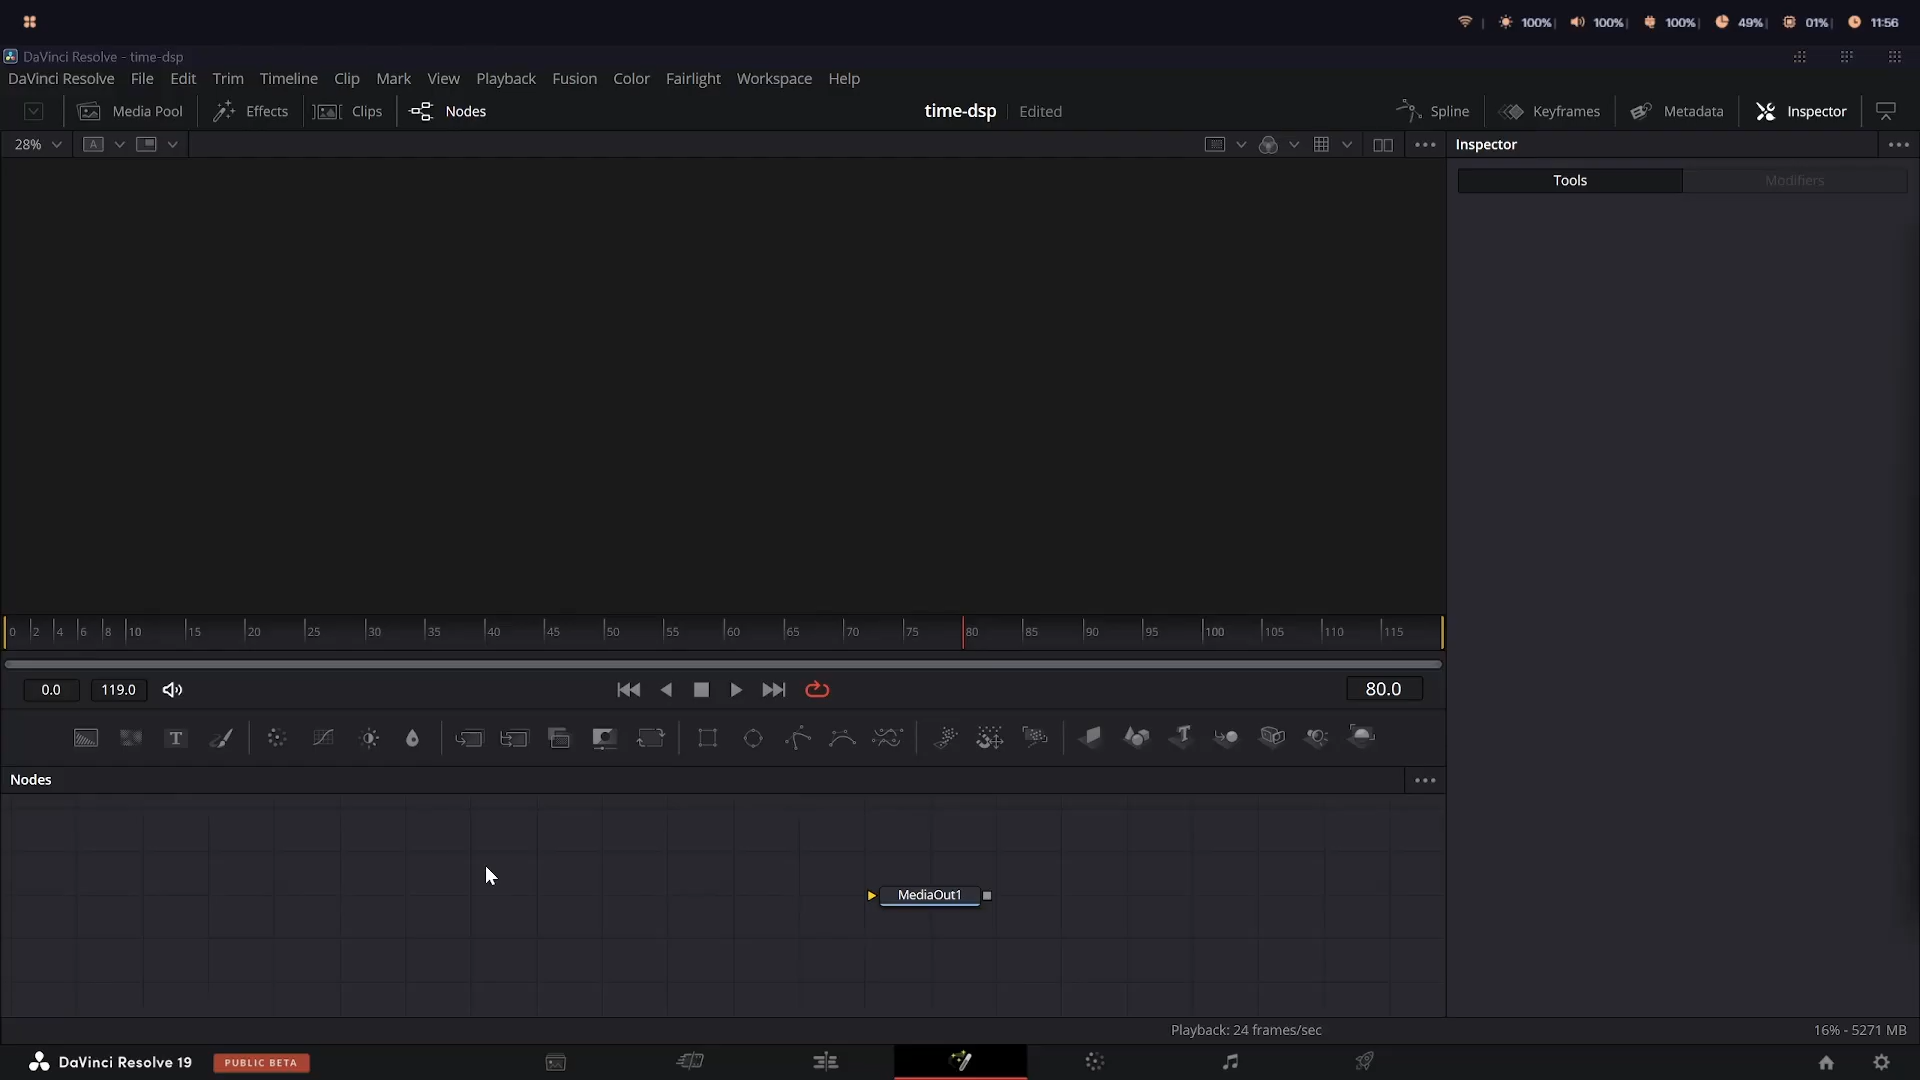 100% 100% 100% 49% 01% 11:56
DaVinci Resolve - time-dsp
DaVinci Resolve File Edit Trim Timeline Clip Mark View Playback Fusion Color Fairlight Workspace Help
Media Pool Effects Clips Nodes time-dsp Edited Spline Keyframes Metadata Inspector
28% A Inspector
Tools Modifiers
0 2 4 6 8 10 15 20 25 30 35 40 45 50 55 60 65 70 75 80 85 90 95 100 105 110 115
0.0 119.0 80.0
T
Nodes
MediaOut1
Playback: 24 frames/sec 16% - 5271 MB
DaVinci Resolve 19 PUBLIC BETA